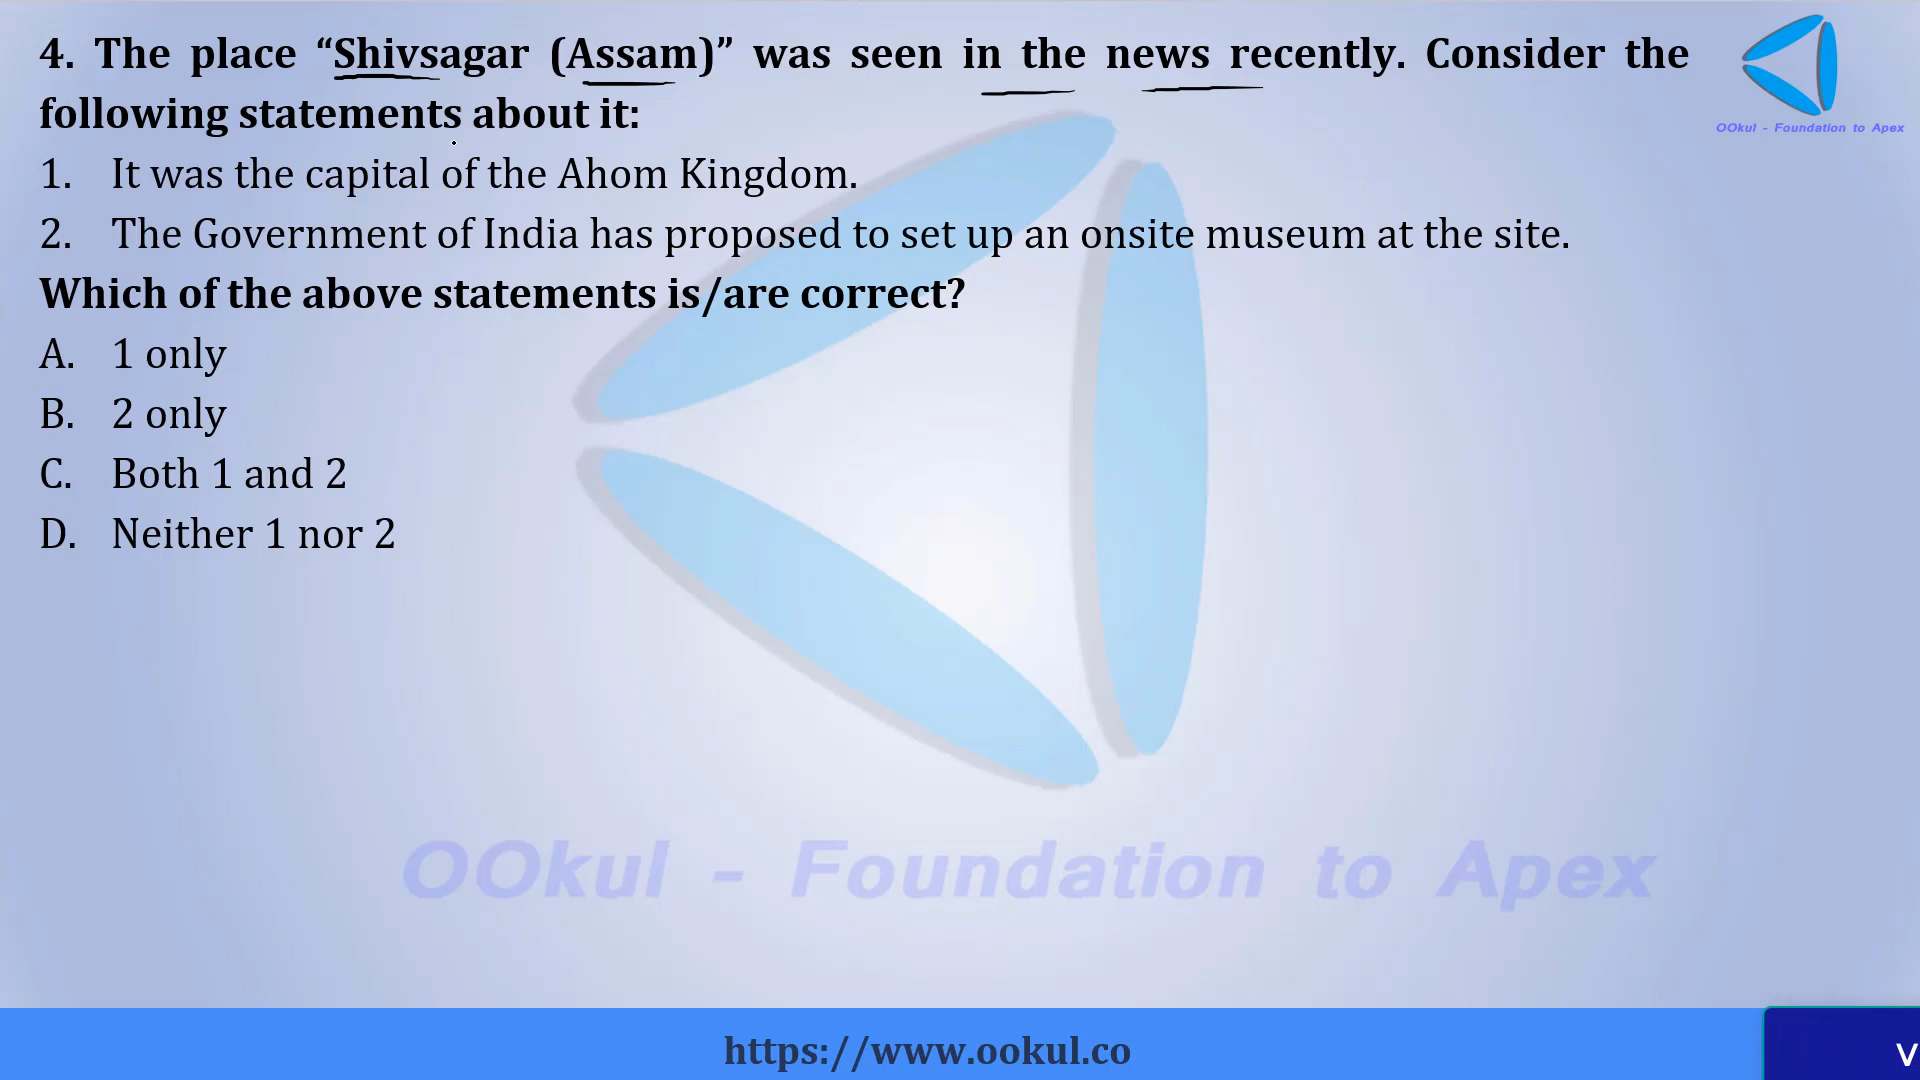 4. The place “Shivsagar (Assam)” was seen in the news recently. Consider the
following statements about it:
1. It was the capital of the Ahom Kingdom.
2. The Government of India has proposed to set up an onsite museum at the site.
Which of the above statements is/are correct?
A. 1 only
B. 2 only
C. Both 1 and 2
D. Neither 1 nor 2
OOkul - Foundation to Apex
OOkul - Foundation to Apex
https://www.ookul.co
V